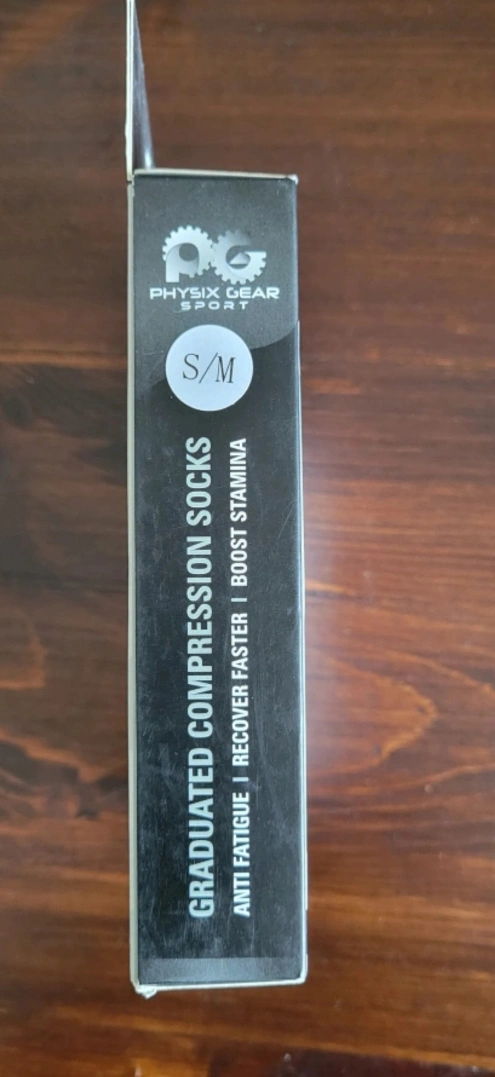 PG
PHYSIX GEAR
SPORT
S/M
GRADUATED COMPRESSION SOCKS
ANTI FATIGUE | RECOVER FASTER | BOOST STAMINA